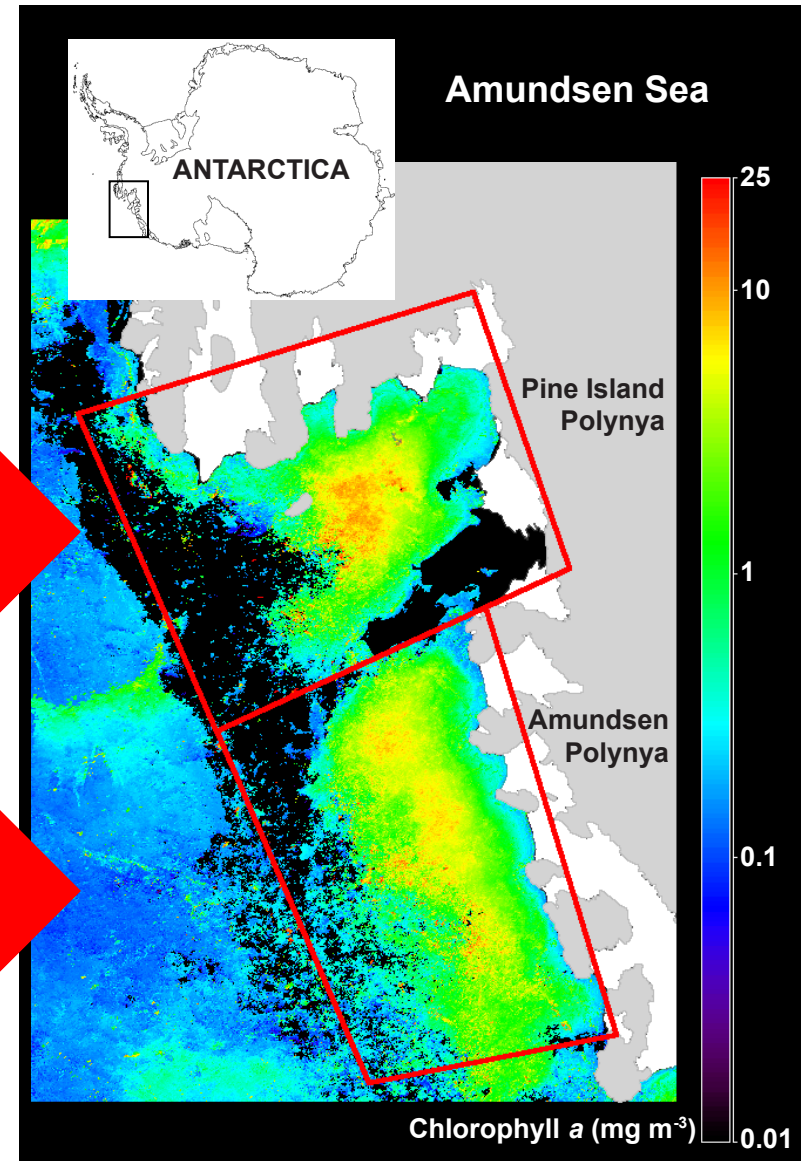 Amundsen Sea
ANTARCTICA
25
10
Pine Island
Polynya
1
Amundsen
Polynya
0.1
Chlorophyll a (mg m-3)
0.01